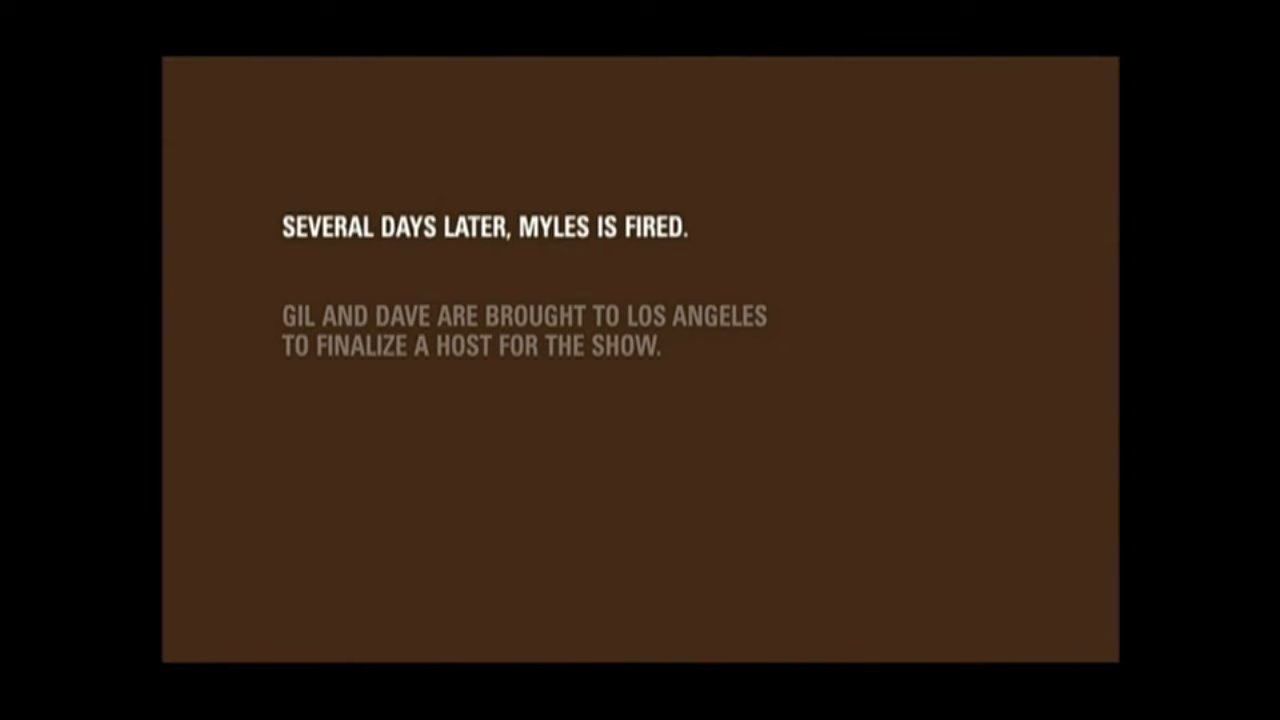 SEVERAL DAYS LATER, MYLES IS FIRED.
GIL AND DAVE ARE BROUGHT TO LOS ANGELES
TO FINALIZE A HOST FOR THE SHOW.